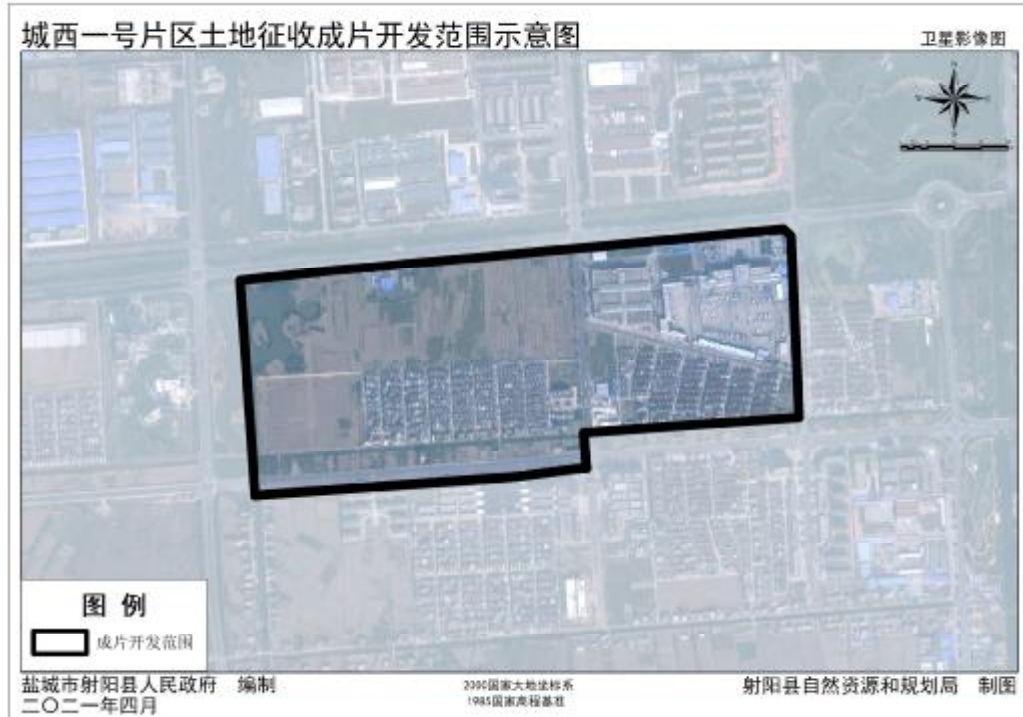 城西一号片区土地征收成片开发范围示意图
卫星影像图
图 例
成片开发范围
盐城市射阳县人民政府 编制
二〇二一年四月
2000国家大地坐标系
1985国家高程基准
射阳县自然资源和规划局 制图